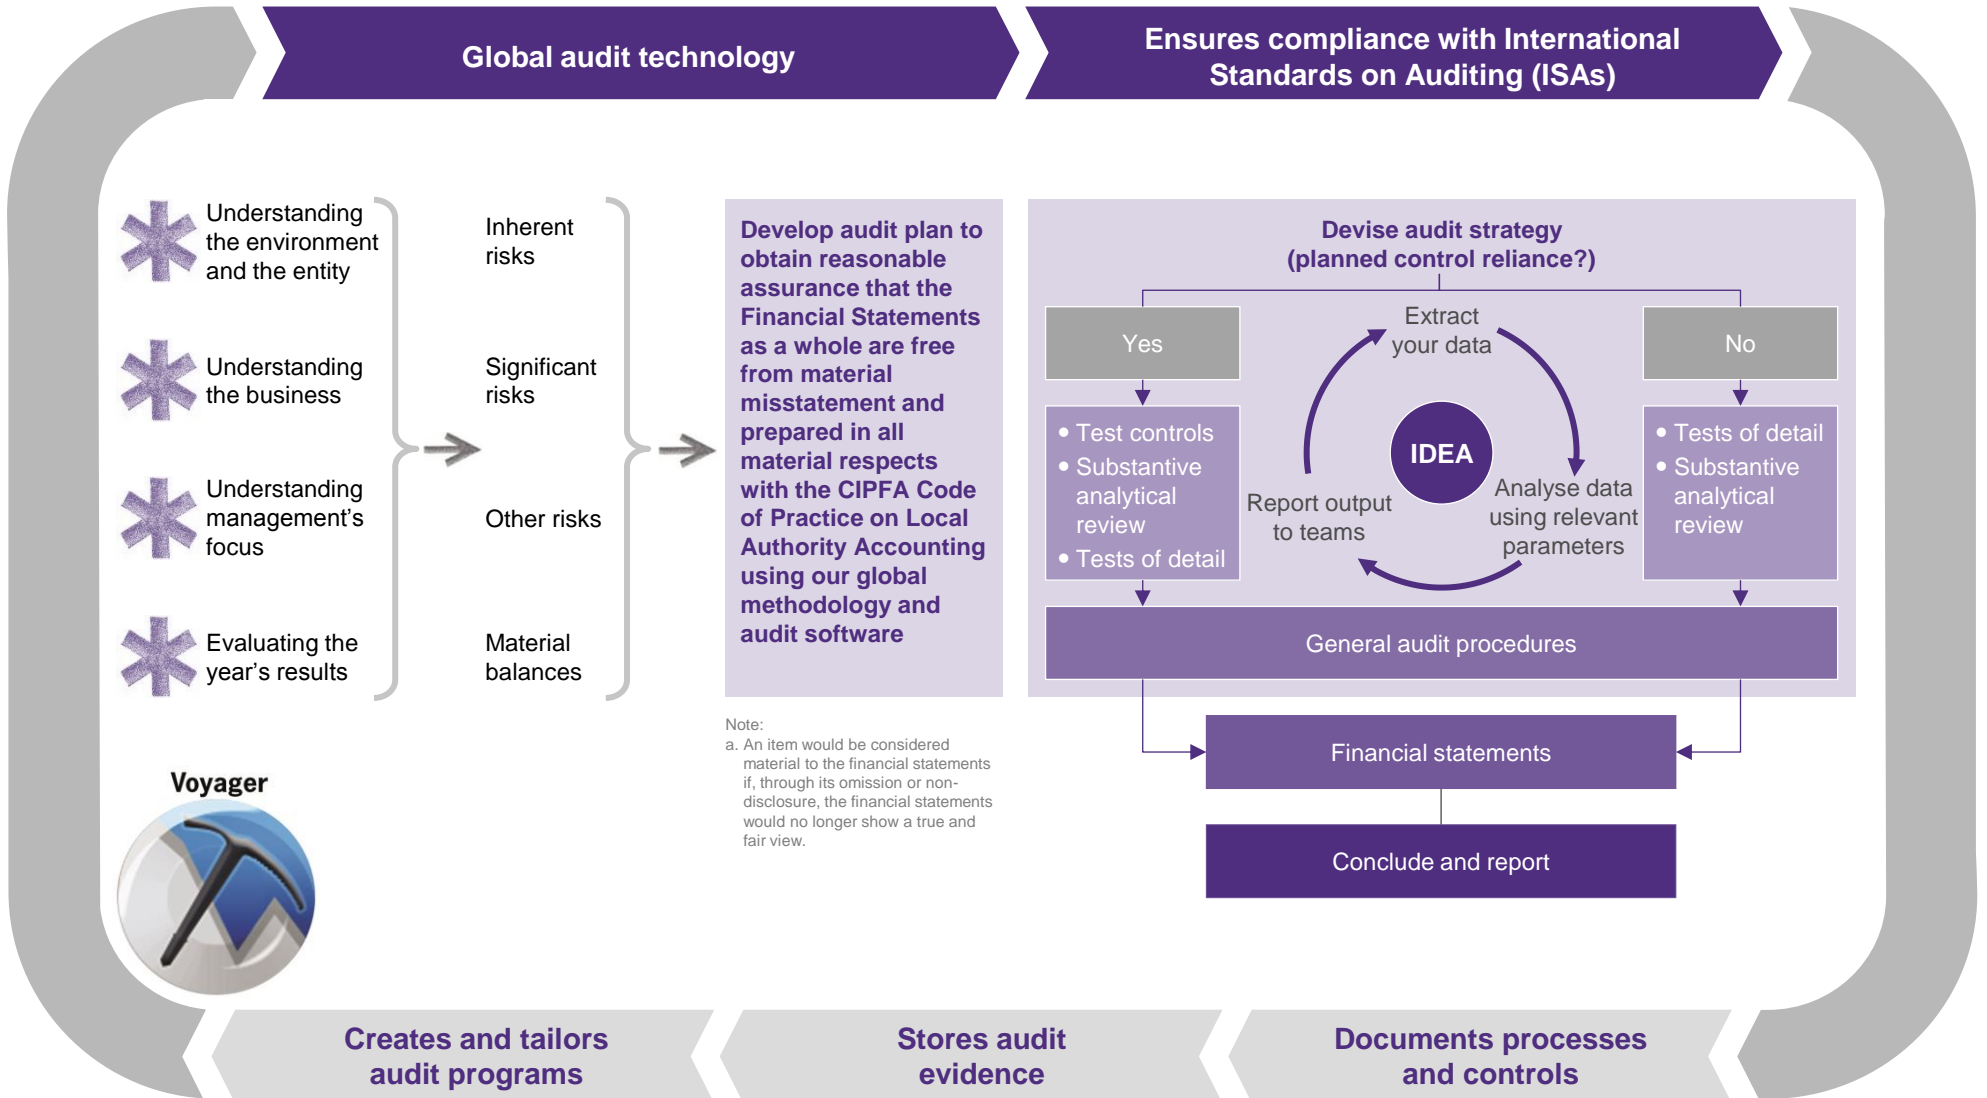 Global audit technology
Ensures compliance with International
Standards on Auditing (ISAs)
Understanding
the environment
and the entity
Understanding
the business
Understanding
management’s
focus
Evaluating the
year’s results
Inherent
risks
Significant
risks
Other risks
Material
balances
Develop audit plan to
obtain reasonable
assurance that the
Financial Statements
as a whole are free
from material
misstatement and
prepared in all
material respects
with the CIPFA Code
of Practice on Local
Authority Accounting
using our global
methodology and
audit software
Note:
a. An item would be considered
material to the financial statements
if, through its omission or non-
disclosure, the financial statements
would no longer show a true and
fair view.
Devise audit strategy
(planned control reliance?)
Yes
• Test controls
• Substantive
analytical
review
• Tests of detail
Extract
your data
IDEA
Analyse data
using relevant
parameters
Report output
to teams
No
• Tests of detail
• Substantive
analytical
review
General audit procedures
Financial statements
Conclude and report
Voyager
Creates and tailors
audit programs
Stores audit
evidence
Documents processes
and controls